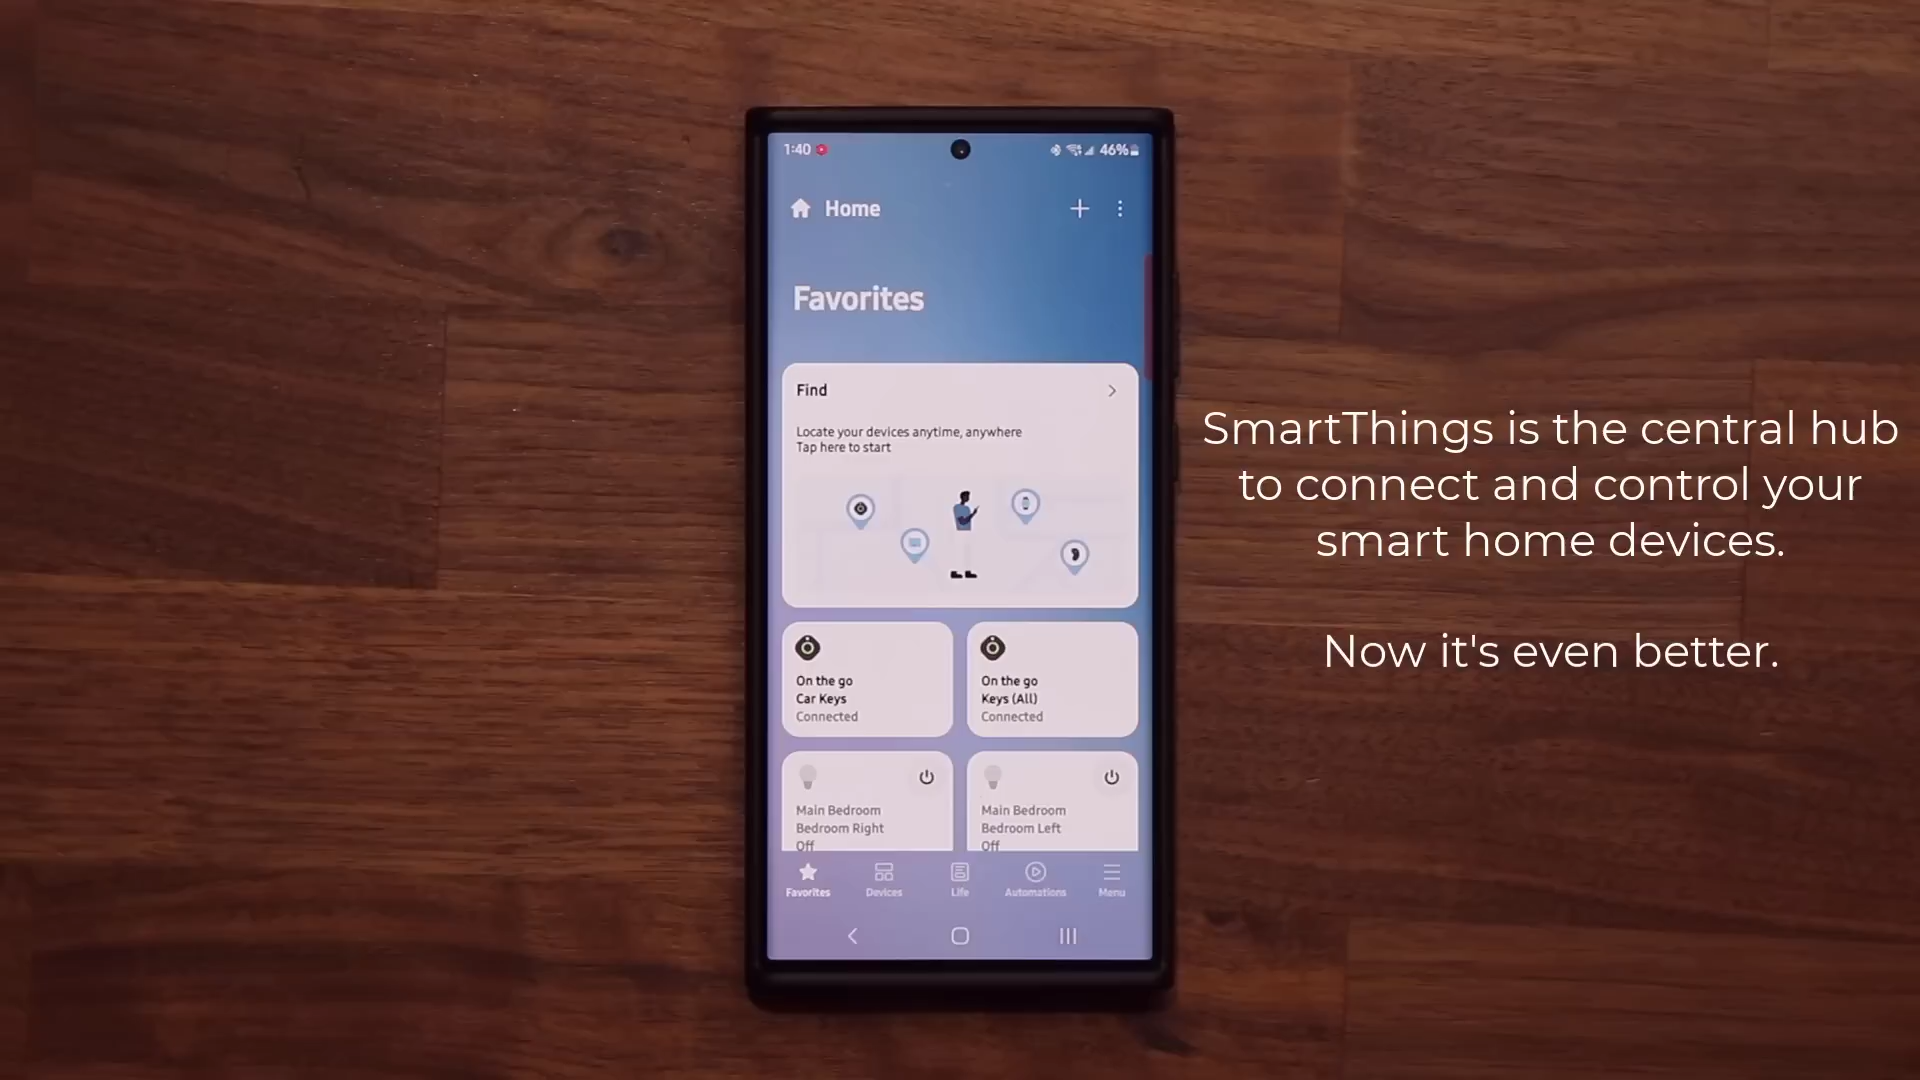 1:40
46%
Home
Favorites
Find
Locate your devices anytime, anywhere
Tap here to start
On the go
Car Keys
Connected
On the go
Keys (All)
Connected
Main Bedroom
Bedroom Right
Off
Main Bedroom
Bedroom Left
Off
Favorites
Devices
Life
Automations
Menu
SmartThings is the central hub
to connect and control your
smart home devices.
Now it's even better.